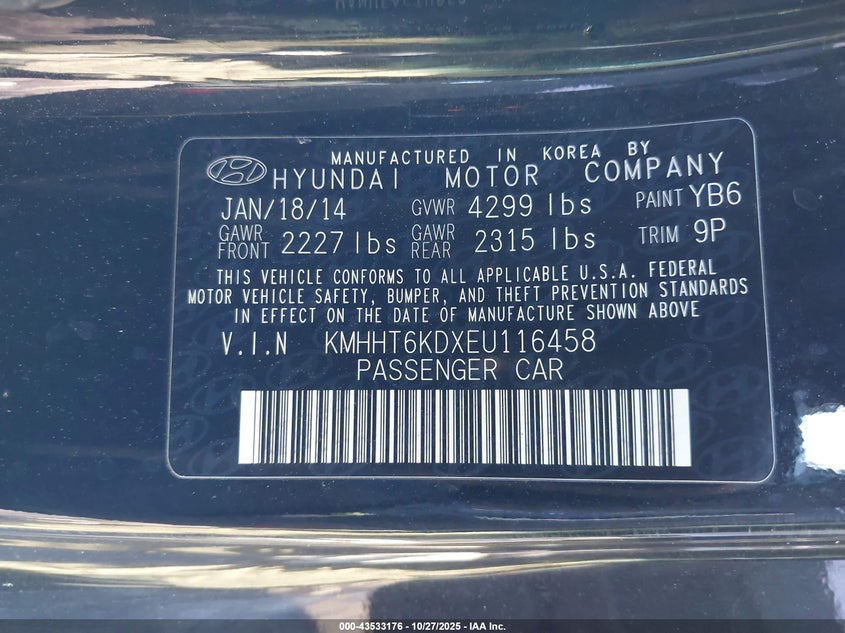 MANUFACTURED IN KOREA BY
HYUNDAI MOTOR COMPANY
JAN/18/14 GVWR 4299 lbs PAINT YB6
GAWR FRONT 2227 lbs GAWR REAR 2315 lbs TRIM 9P
THIS VEHICLE CONFORMS TO ALL APPLICABLE U.S.A. FEDERAL
MOTOR VEHICLE SAFETY, BUMPER, AND THEFT PREVENTION STANDARDS
IN EFFECT ON THE DATE OF MANUFACTURE SHOWN ABOVE
V.I.N KMHHT6KDXEU116458
PASSENGER CAR
000-43533176 - 10/27/2025 - IAA Inc.